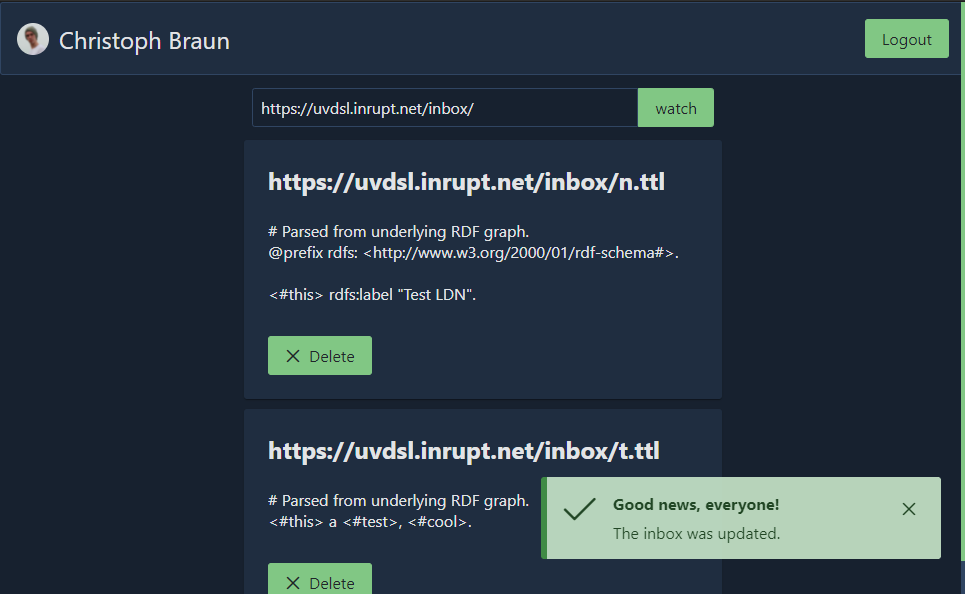 Christoph Braun
Logout
https://uvdsl.inrupt.net/inbox/
watch
https://uvdsl.inrupt.net/inbox/n.ttl
# Parsed from underlying RDF graph.
@prefix rdfs: <http://www.w3.org/2000/01/rdf-schema#>.
<#this> rdfs:label "Test LDN".
Delete
https://uvdsl.inrupt.net/inbox/t.ttl
# Parsed from underlying RDF graph.
<#this> a <#test>, <#cool>.
Good news, everyone!
The inbox was updated.
Delete